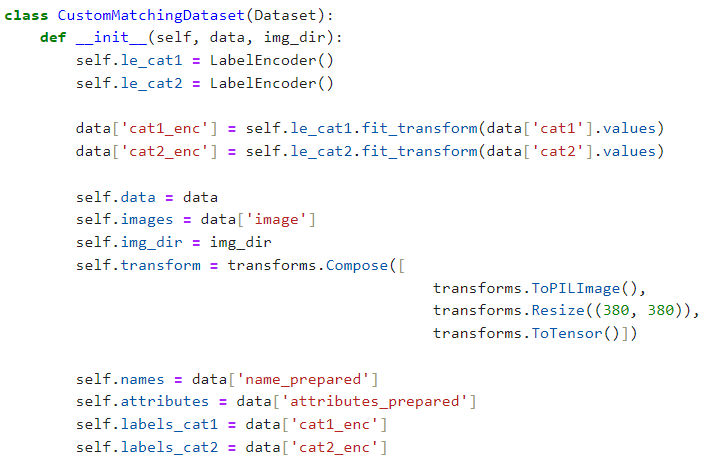 class CustomMatchingDataset(Dataset):
    def __init__(self, data, img_dir):
        self.le_cat1 = LabelEncoder()
        self.le_cat2 = LabelEncoder()

        data['cat1_enc'] = self.le_cat1.fit_transform(data['cat1'].values)
        data['cat2_enc'] = self.le_cat2.fit_transform(data['cat2'].values)

        self.data = data
        self.images = data['image']
        self.img_dir = img_dir
        self.transform = transforms.Compose([
                                                transforms.ToPILImage(),
                                                transforms.Resize((380, 380)),
                                                transforms.ToTensor()])

        self.names = data['name_prepared']
        self.attributes = data['attributes_prepared']
        self.labels_cat1 = data['cat1_enc']
        self.labels_cat2 = data['cat2_enc']